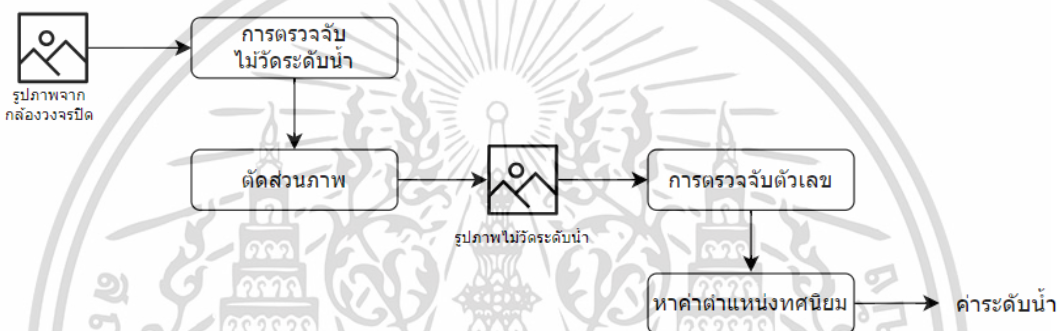 รูปภาพจาก
กล้องวงจรปิด
การตรวจจับ
ไม้วัดระดับน้ำ
ตัดส่วนภาพ
รูปภาพไม้วัดระดับน้ำ
การตรวจจับตัวเลข
หาค่าตำแหน่งทศนิยม
ค่าระดับน้ำ